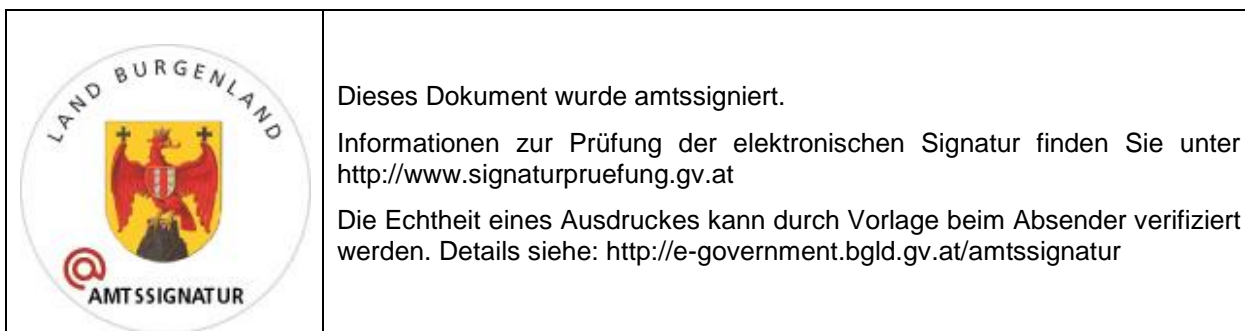 LAND BURGENLAND
AMTSSIGNATUR
Dieses Dokument wurde amtssigniert.
Informationen zur Prüfung der elektronischen Signatur finden Sie unter
http://www.signaturpruefung.gv.at
Die Echtheit eines Ausdruckes kann durch Vorlage beim Absender verifiziert
werden. Details siehe: http://e-government.bgld.gv.at/amtssignatur